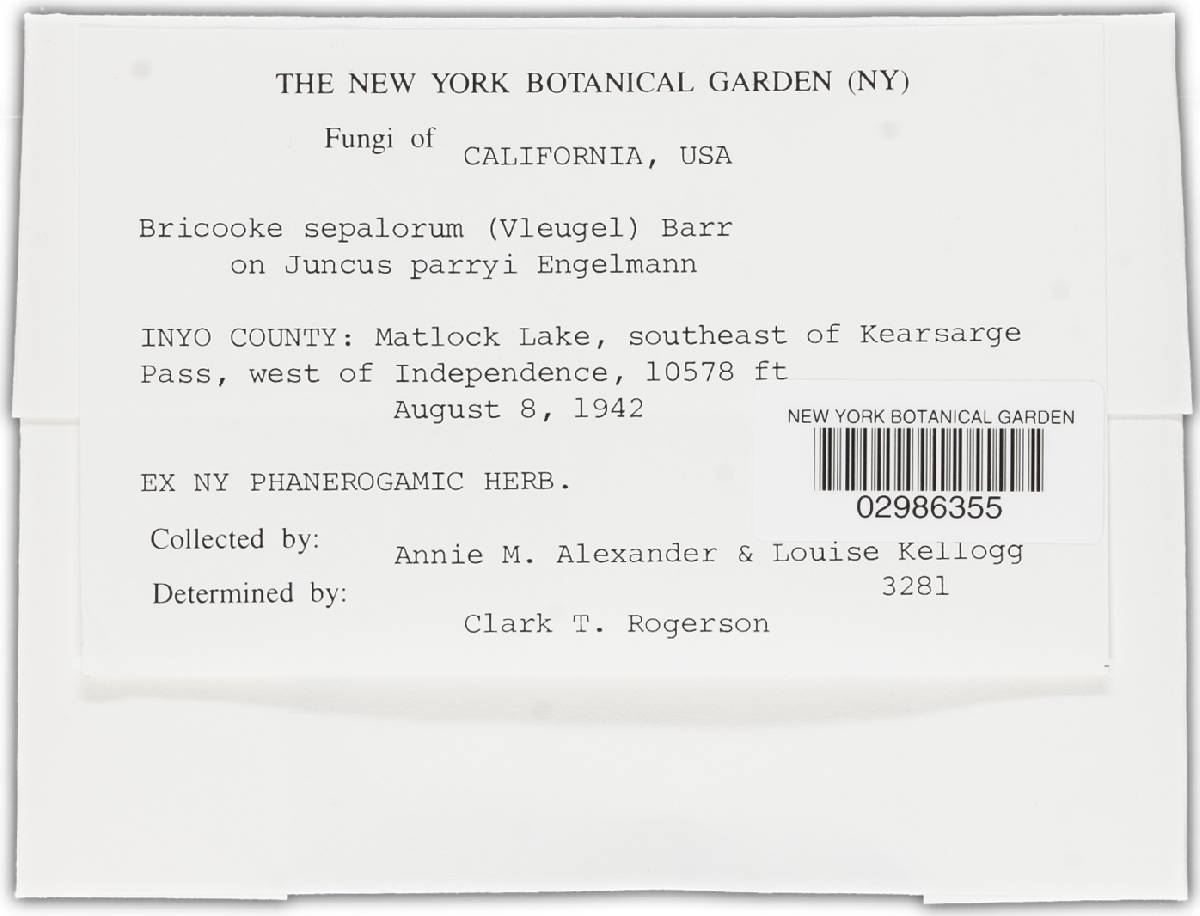 THE NEW YORK BOTANICAL GARDEN (NY)
Fungi of CALIFORNIA, USA
Bricooke sepalorum (Vleugel) Barr
on Juncus parryi Engelmann
INYO COUNTY: Matlock Lake, southeast of Kearsarge
Pass, west of Independence, 10578 ft
August 8, 1942
NEW YORK BOTANICAL GARDEN
02986355
EX NY PHANEROGAMIC HERB.
Collected by: Annie M. Alexander & Louise Kellogg
3281
Determined by: Clark T. Rogerson